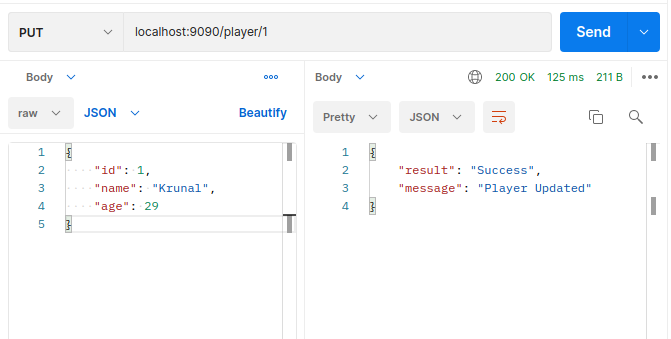 PUT localhost:9090/player/1 Send
Body Body 200 OK 125 ms 211 B
raw JSON Beautify Pretty JSON
1 {
2 "id": 1,
3 "name": "Krunal",
4 "age": 29
5 }
1 {
2 "result": "Success",
3 "message": "Player Updated"
4 }